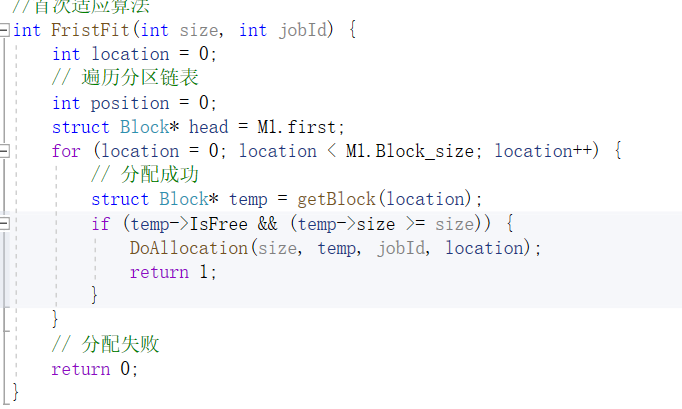 //首次适应算法
int FristFit(int size, int jobId) {
int location = 0;
// 遍历分区链表
int position = 0;
struct Block* head = Ml.first;
for (location = 0; location < Ml.Block_size; location++) {
// 分配成功
struct Block* temp = getBlock(location);
if (temp->IsFree && (temp->size >= size)) {
DoAllocation(size, temp, jobId, location);
return 1;
}
}
// 分配失败
return 0;
}